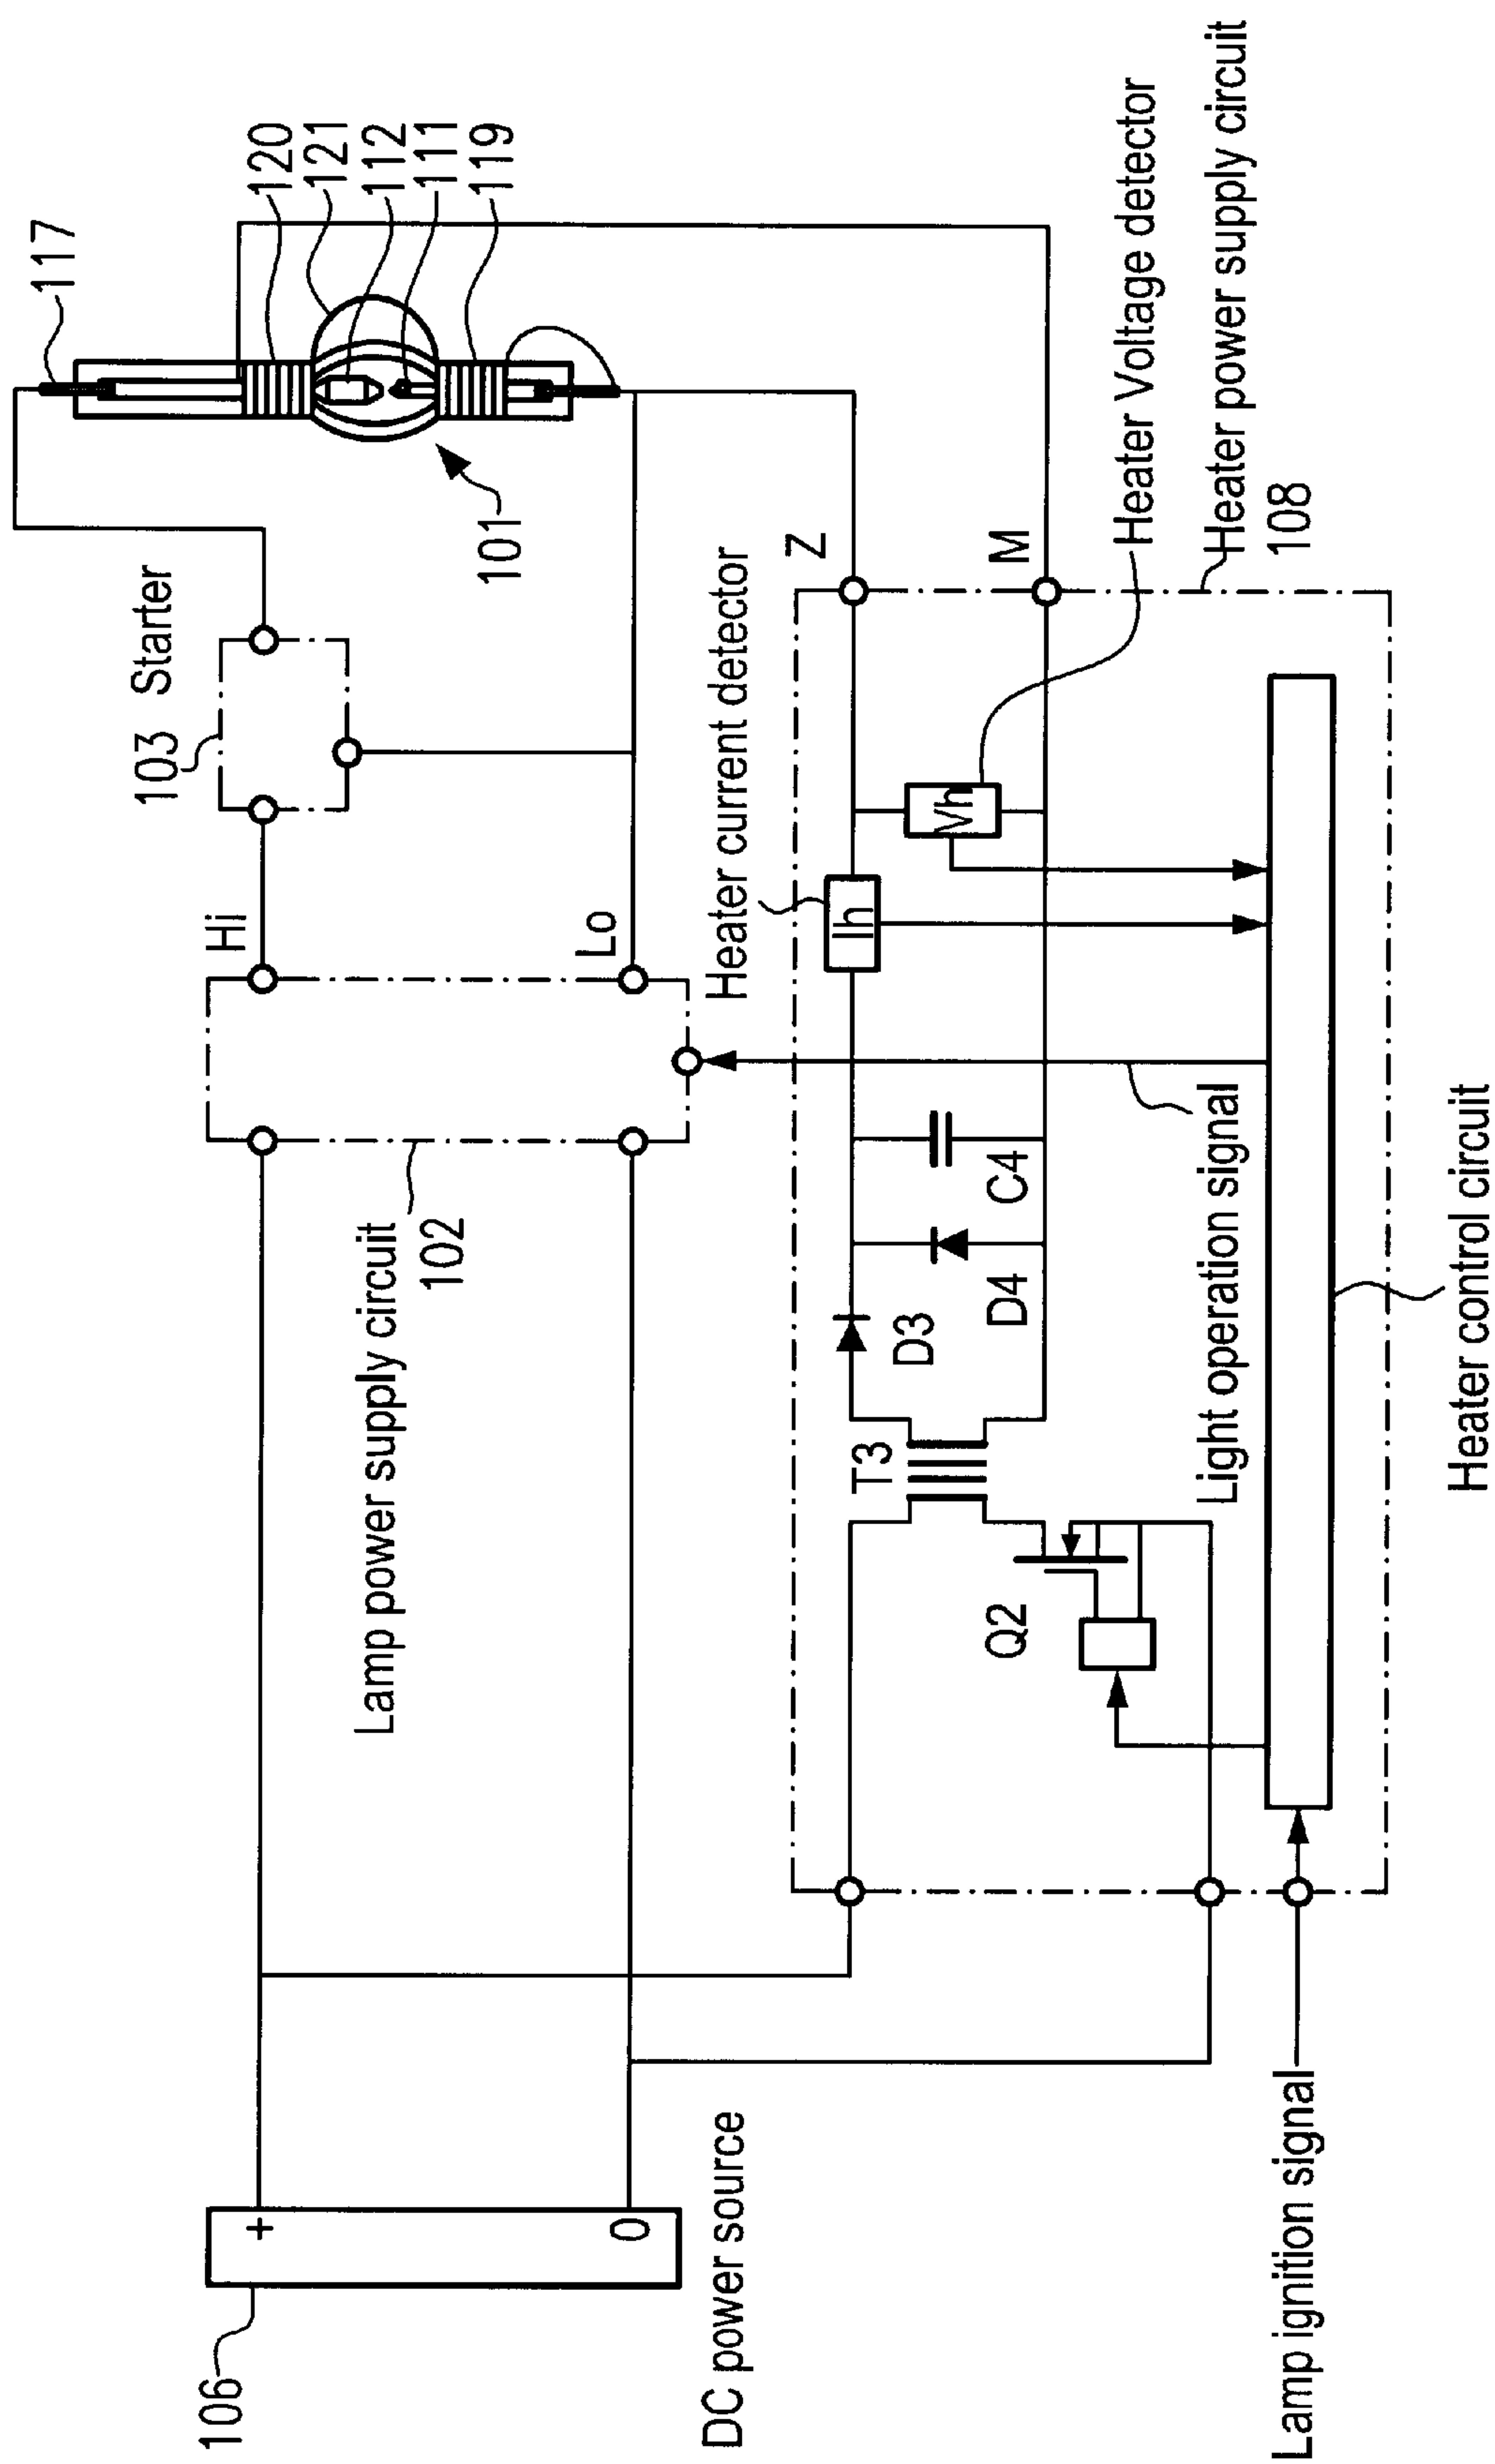 117
120
121
112
111
119
101
103 Starter
Hi
Lo
Lamp power supply circuit
102
106
+
0
DC power source
Heater current detector
Z
M
Heater Voltage detector
Heater power supply circuit
108
Ih
Vh
C4
D4
D3
T3
Q2
Light operation signal
Heater control circuit
Lamp ignition signal